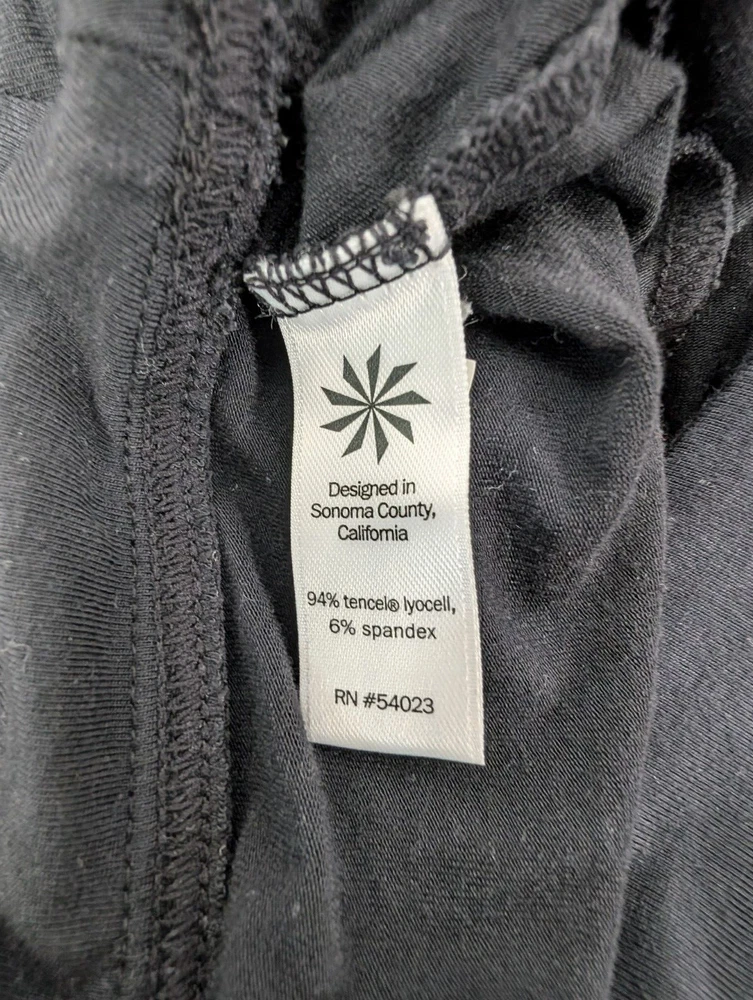 Designed in
Sonoma County,
California
94% tencel® lyocell,
6% spandex
RN #54023